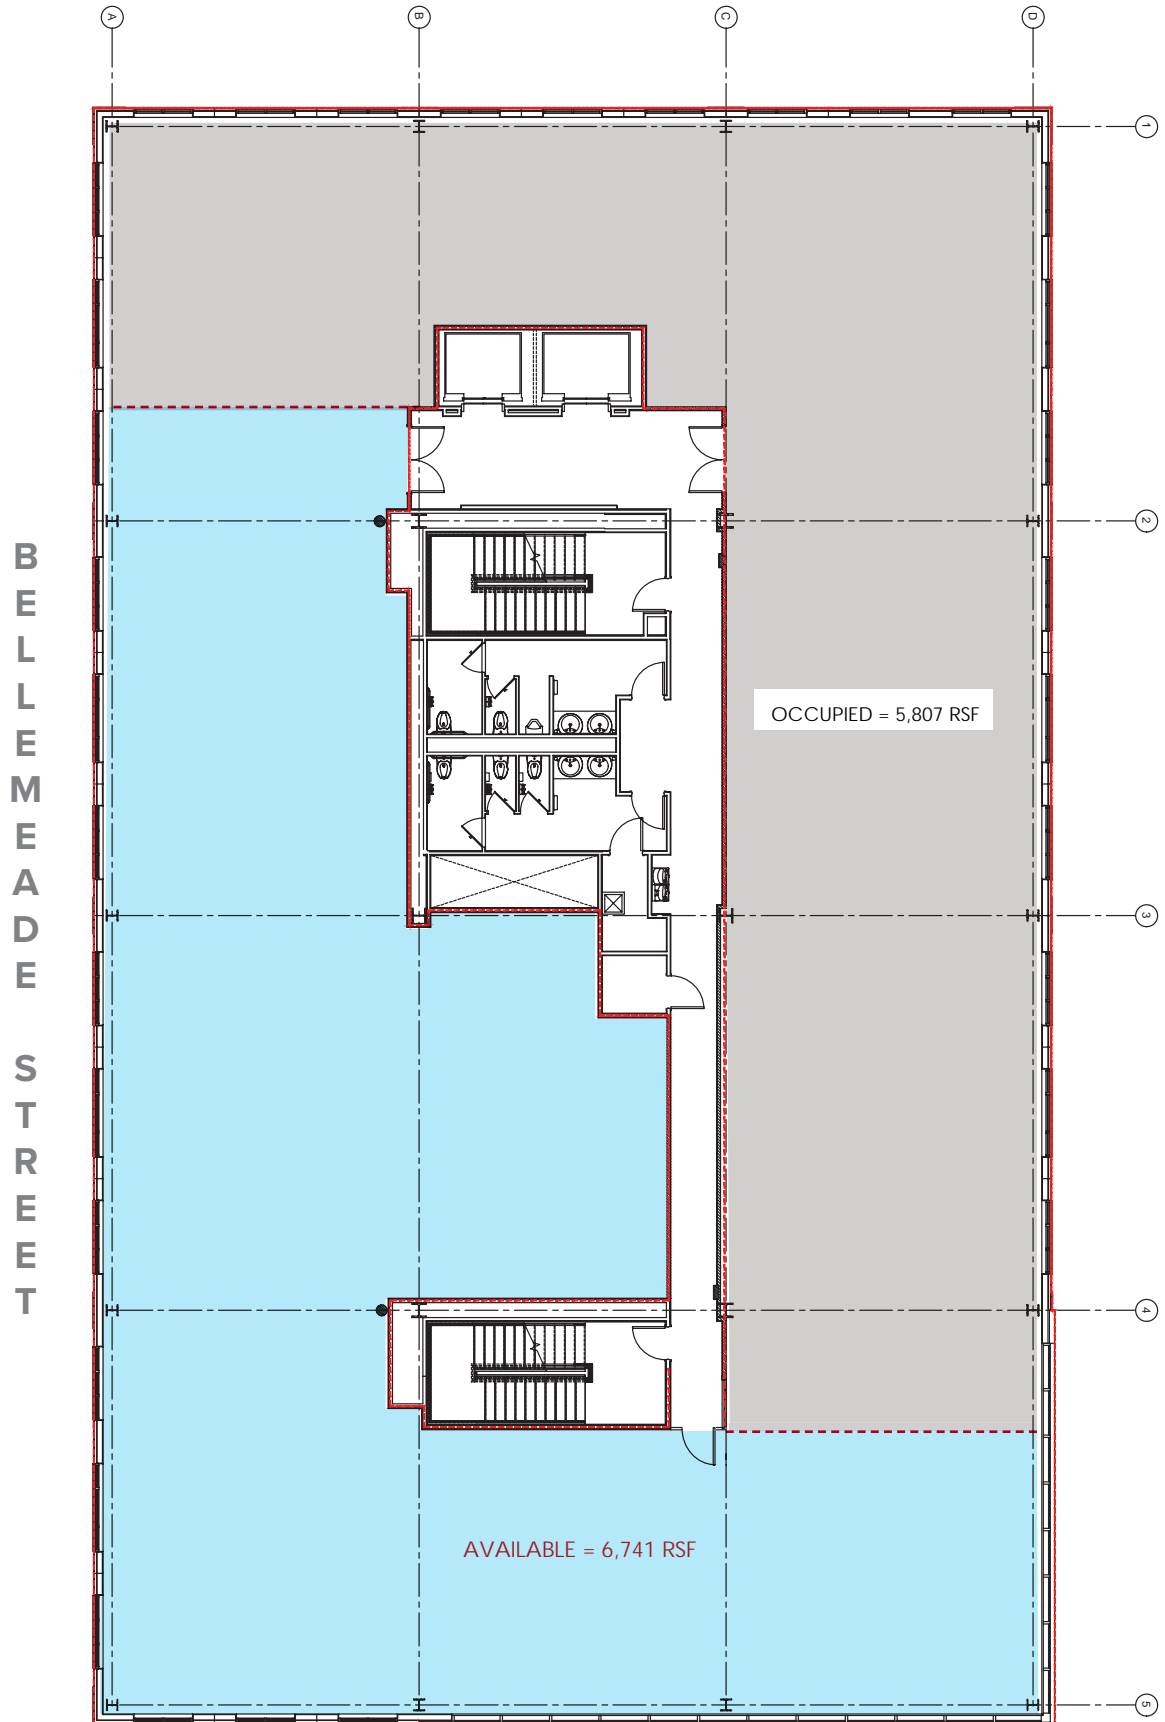 A
B
C
D
1
2
BELLEMEADE STREET
OCCUPIED = 5,807 RSF
3
4
AVAILABLE = 6,741 RSF
5